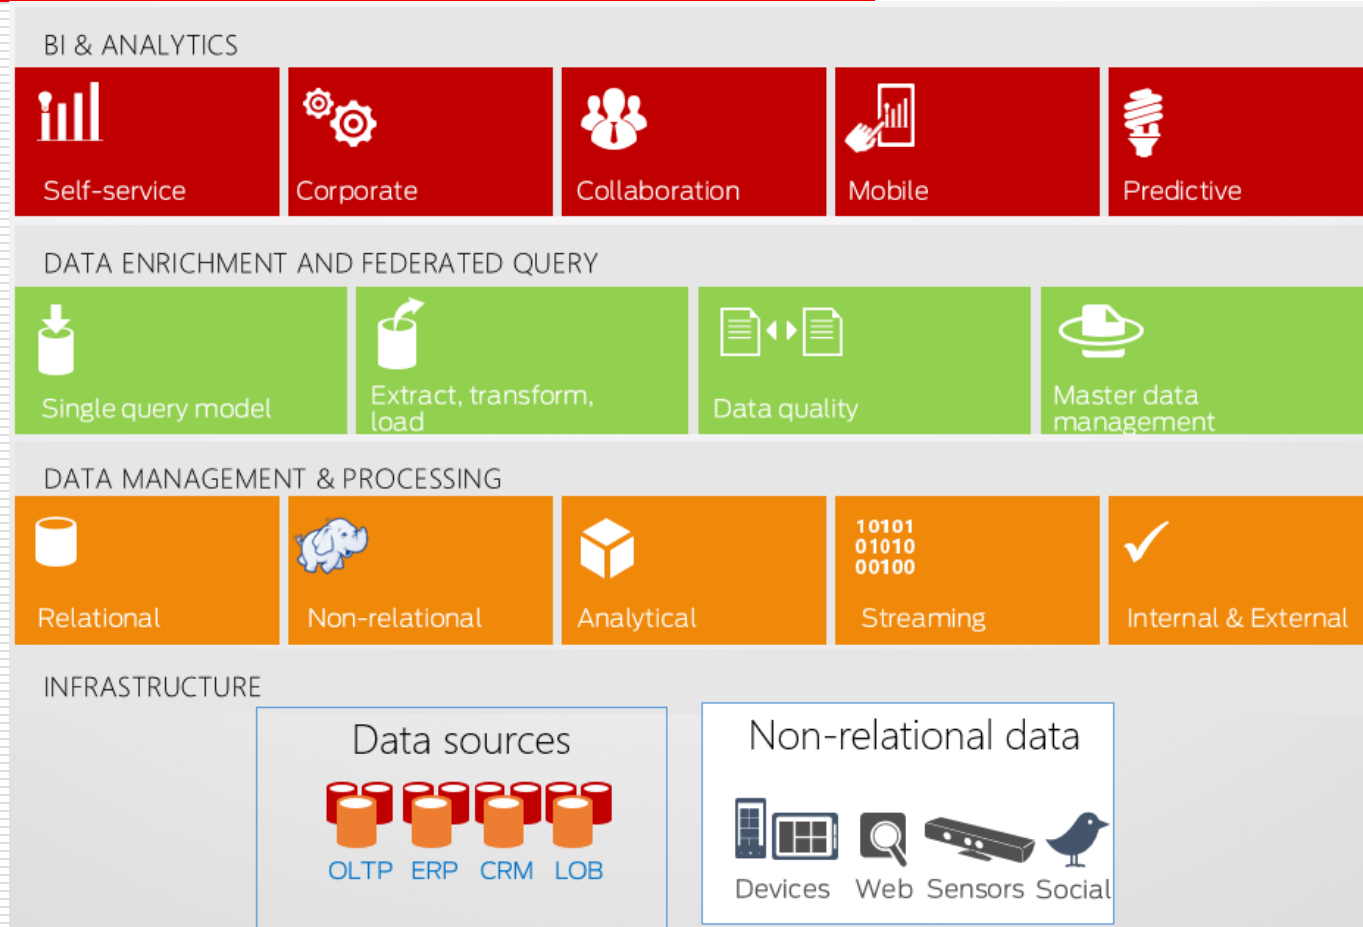 BI & ANALYTICS
Self-service
Corporate
Collaboration
Mobile
Predictive
DATA ENRICHMENT AND FEDERATED QUERY
Single query model
Extract, transform,
load
Data quality
Master data
management
DATA MANAGEMENT & PROCESSING
10101
01010
00100
Relational
Non-relational
Analytical
Streaming
Internal & External
INFRASTRUCTURE
Data sources
OLTP ERP CRM LOB
Non-relational data
Devices Web Sensors Social